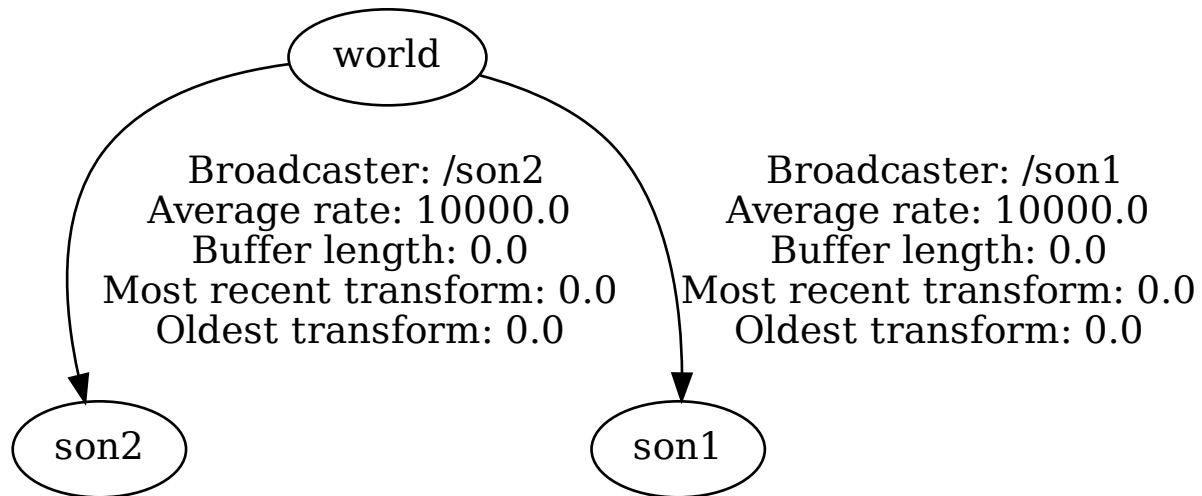 world
Broadcaster: /son2
Average rate: 10000.0
Buffer length: 0.0
Most recent transform: 0.0
Oldest transform: 0.0
Broadcaster: /son1
Average rate: 10000.0
Buffer length: 0.0
Most recent transform: 0.0
Oldest transform: 0.0
son2
son1